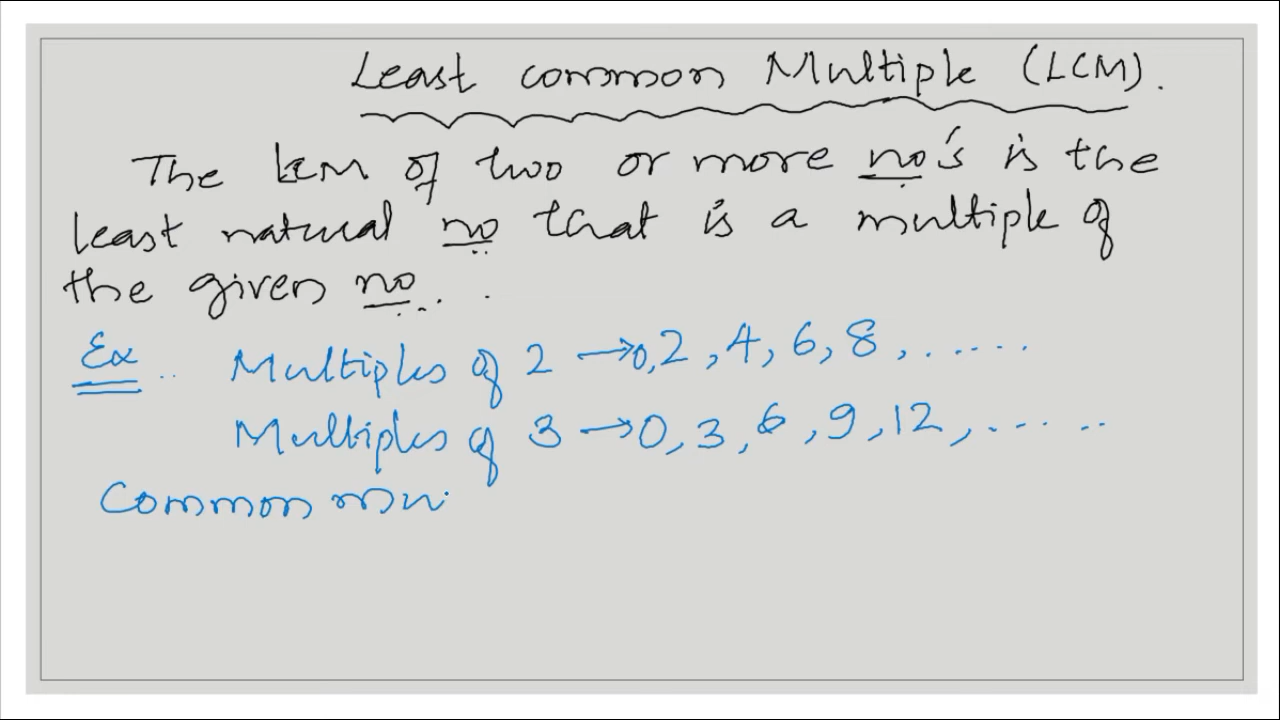 Least common Multiple (LCM).
The LCM of two or more no's is the
least natural no that is a multiple of
the given no...
Ex.. Multiples of 2 → 0, 2, 4, 6, 8, ......
Multiples of 3 → 0, 3, 6, 9, 12, ......
Common mu